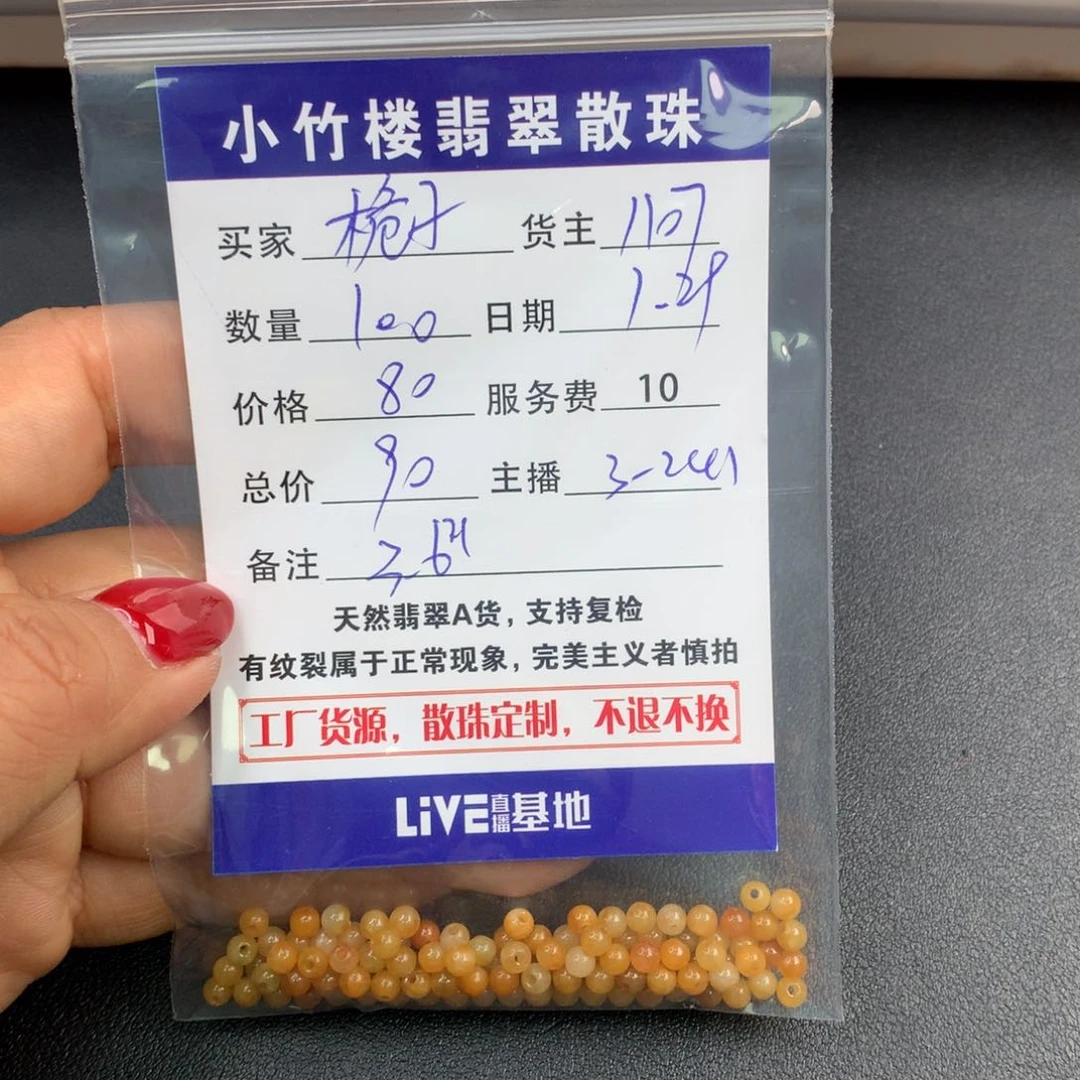 小竹楼翡翠散珠
买家 货主 1107
数量 100 日期
价格 80 服务费 10
总价 90 主播
备注
天然翡翠A货，支持复检
有纹裂属于正常现象，完美主义者慎拍
工厂货源，散珠定制，不退不换
LiVE直播基地